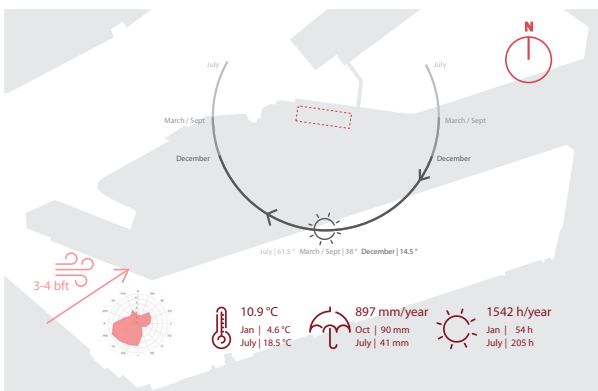 N
July
July
March / Sept
March / Sept
December
December
July | 61.5 ° March / Sept | 38 ° December | 14.5 °
3-4 bft
10.9 °C
Jan | 4.6 °C
July | 18.5 °C
897 mm/year
Oct | 90 mm
July | 41 mm
1542 h/year
Jan | 54 h
July | 205 h